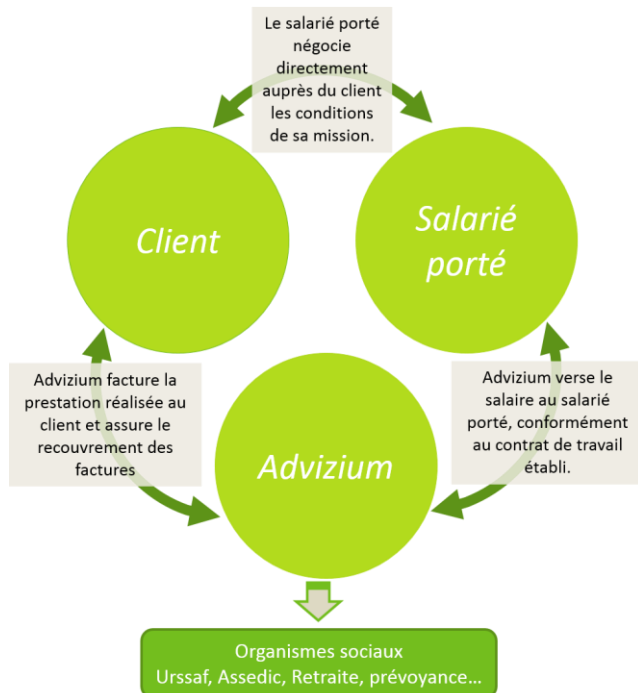 Le salarié porté
négocie
directement
auprès du client
les conditions
de sa mission.
Client
Salarié
porté
Advizium facture la
prestation réalisée au
client et assure le
recouvrement des
factures
Advizium verse le
salaire au salarié
porté, conformément
au contrat de travail
établi.
Advizium
Organismes sociaux
Urssaf, Assedic, Retraite, prévoyance…